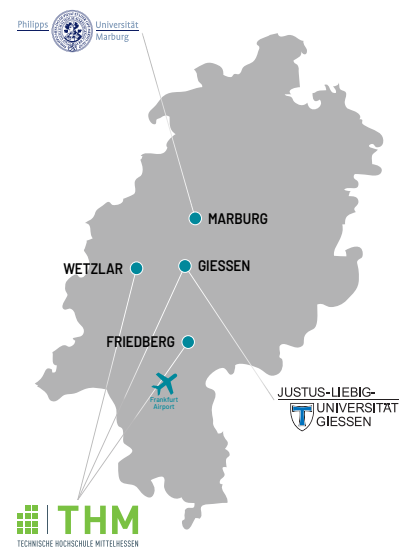 Philipps Universität
Marburg
MARBURG
WETZLAR
GIESSEN
FRIEDBERG
Frankfurt
Airport
JUSTUS-LIEBIG-
UNIVERSITÄT
GIESSEN
THM
TECHNISCHE HOCHSCHULE MITTELHESSEN